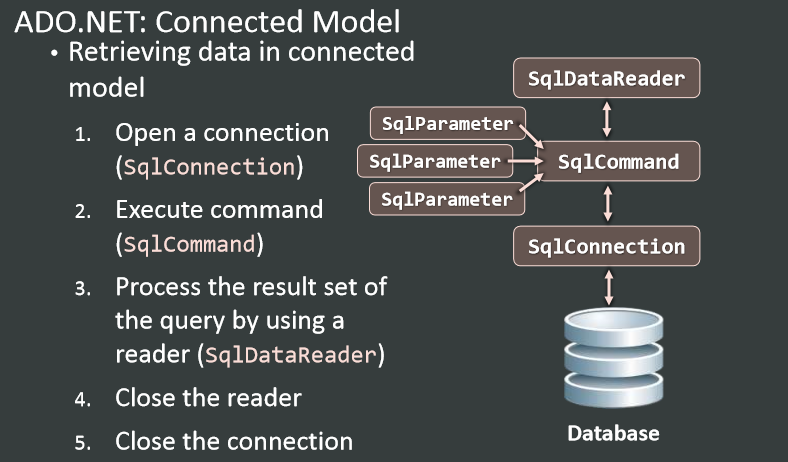 ADO.NET: Connected Model
• Retrieving data in connected
model
1. Open a connection
(SqlConnection)
2. Execute command
(SqlCommand)
3. Process the result set of
the query by using a
reader (SqlDataReader)
4. Close the reader
5. Close the connection
SqlDataReader
SqlParameter
SqlParameter
SqlParameter
SqlCommand
SqlConnection
Database